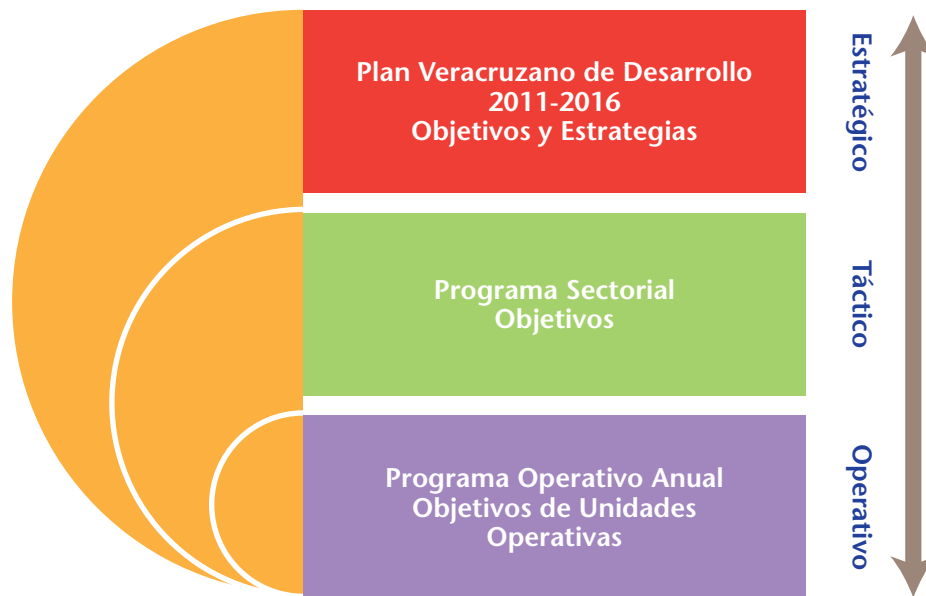 Plan Veracruzano de Desarrollo
2011-2016
Objetivos y Estrategias
Estratégico
Programa Sectorial
Objetivos
Táctico
Programa Operativo Anual
Objetivos de Unidades
Operativas
Operativo